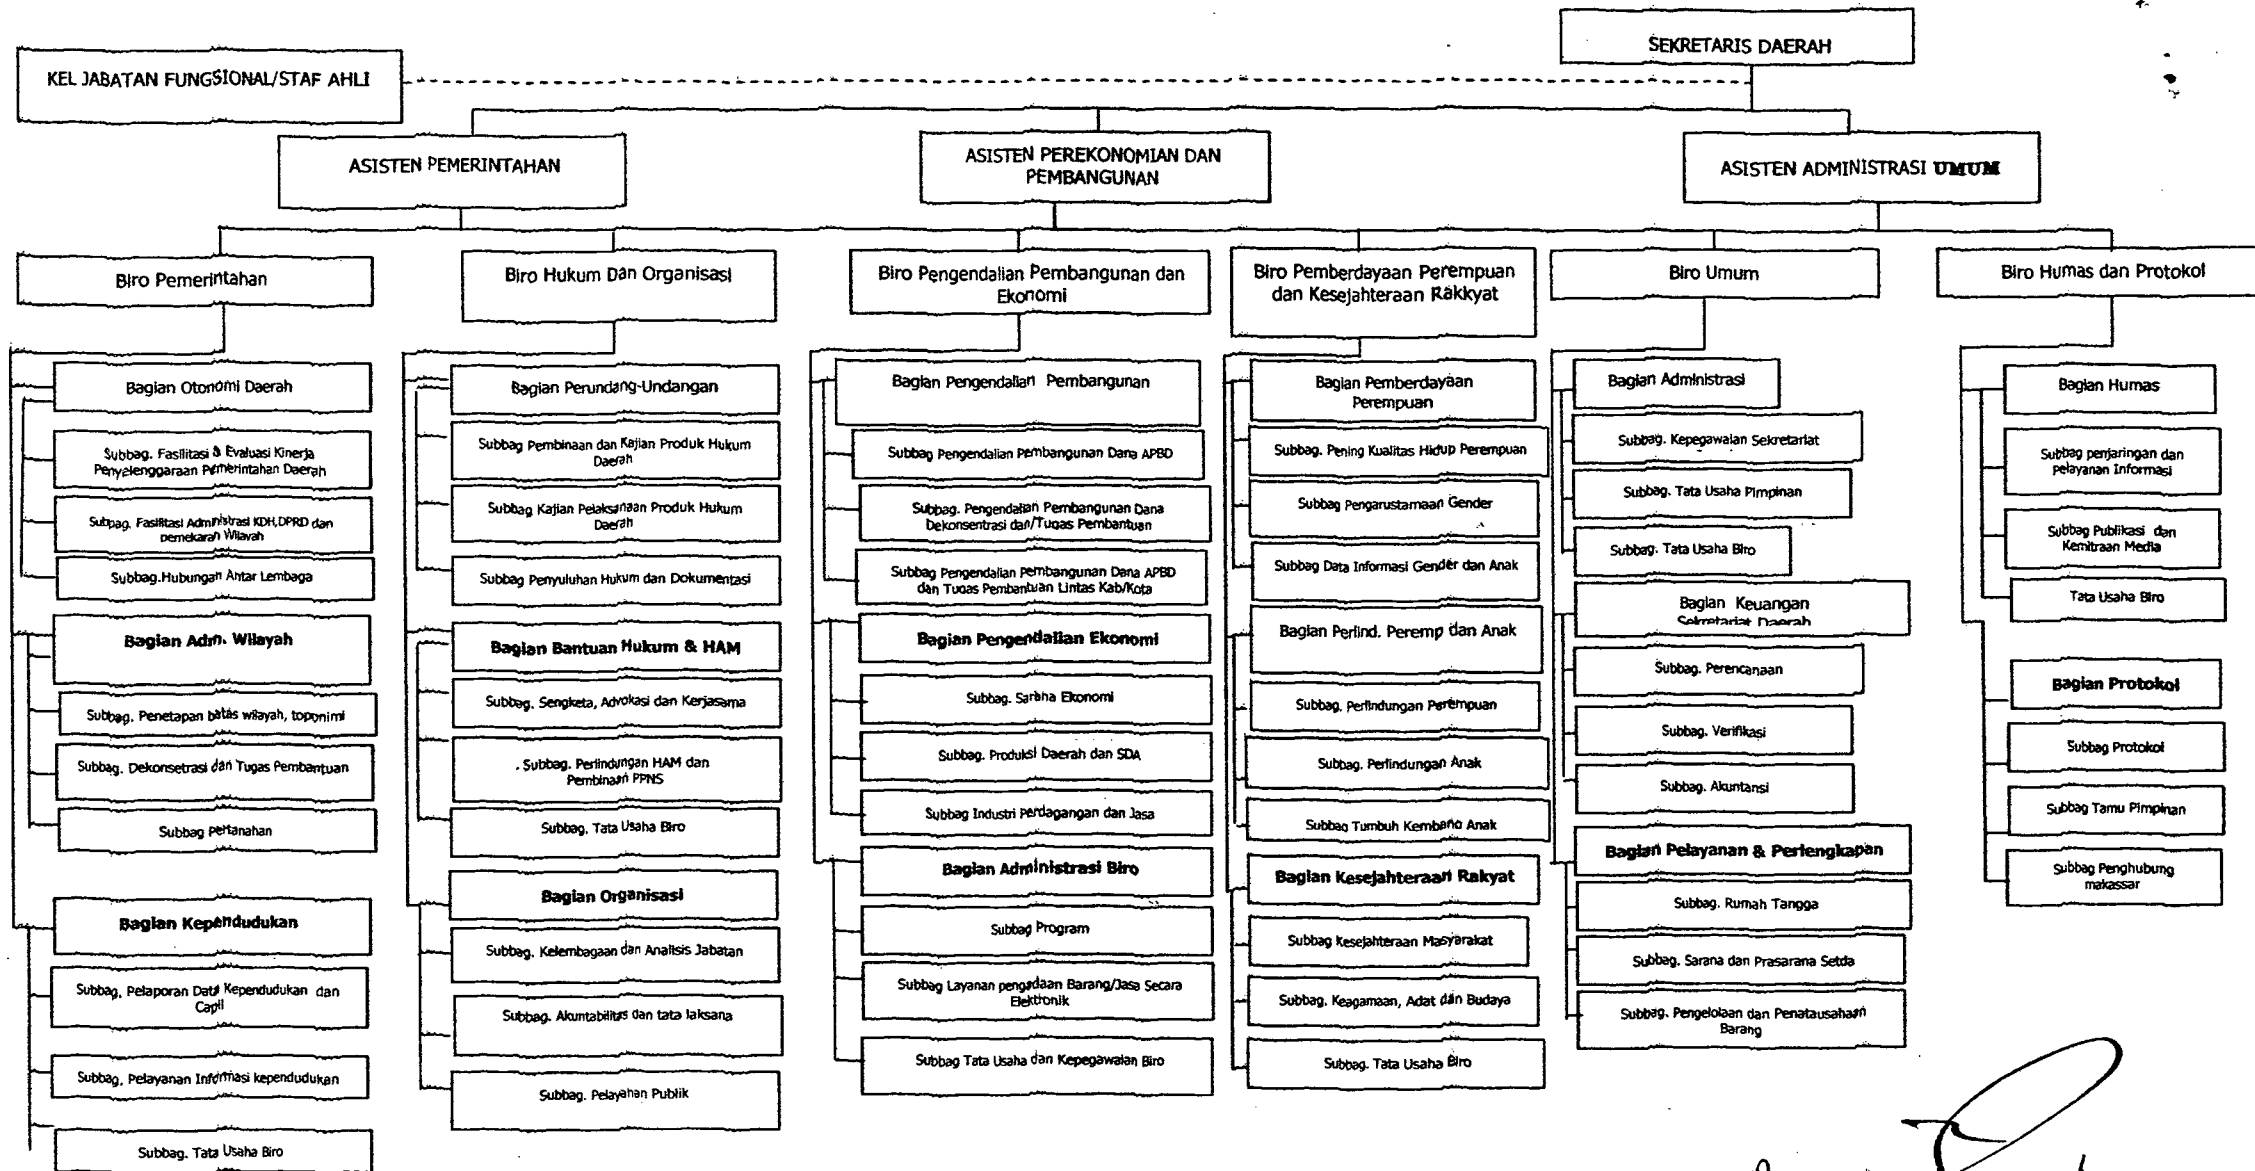 SEKRETARIS DAERAH
KEL JABATAN FUNGSIONAL/STAF AHLI
ASISTEN PEMERINTAHAN
ASISTEN PEREKONOMIAN DAN
PEMBANGUNAN
ASISTEN ADMINISTRASI UMUM
Biro Pemerintahan
Bagian Otonomi Daerah
Subbag. Fasilitasi & Evaluasi Kinerja
Penyelenggaraan Pemerintahan Daerah
Subpag. Fasilitasi Administrasi KDH,DPRD dan
pemekaran Wilayah
Subbag.Hubungan Antar Lembaga
Bagian Adm. Wilayah
Subbag. Penetapan batas wilayah, toponimi
Subbag. Dekonsetrasi dan Tugas Pembantuan
Subbag Pertanahan
Bagian Kependudukan
Subbag. Pelaporan Data Kependudukan dan
Capil
Subbag. Pelayanan Informasi kependudukan
Subbag. Tata Usaha Biro
Biro Hukum Dan Organisasi
Bagian Perundang-Undangan
Subbag Pembinaan dan Kajian Produk Hukum
Daerah
Subbag Kajian Pelaksanaan Produk Hukum
Daerah
Subbag Penyuluhan Hukum dan Dokumentasi
Bagian Bantuan Hukum & HAM
Subbag. Sengketa, Advokasi dan Kerjasama
. Subbag. Perlindungan HAM dan
Pembinaan PPNS
Subbag. Tata Usaha Biro
Bagian Organisasi
Subbag. Kelembagaan dan Analisis Jabatan
Subbag. Akuntabilitas dan tata laksana
Subbag. Pelayanan Publik
Biro Pengendalian Pembangunan dan
Ekonomi
Bagian Pengendalian Pembangunan
Subbag Pengendalian Pembangunan Dana APBD
Subbag. Pengendalian Pembangunan Dana
Dekonsentrasi dan/Tugas Pembantuan
Subbag Pengendalian Pembangunan Dana APBD
dan Tugas Pembantuan Lintas Kab/Kota
Bagian Pengendalian Ekonomi
Subbag. Sarana Ekonomi
Subbag. Produksi Daerah dan SDA
Subbag Industri Perdagangan dan Jasa
Bagian Administrasi Biro
Subbag Program
Subbag Layanan pengadaan Barang/Jasa Secara
Elektronik
Subbag Tata Usaha dan Kepegawaian Biro
Biro Pemberdayaan Perempuan
dan Kesejahteraan Rakkyat
Bagian Pemberdayaan
Perempuan
Subbag. Pening Kualitas Hidup Perempuan
Subbag Pengarustamaan Gender
Subbag Data Informasi Gender dan Anak
Bagian Perlind. Peremp dan Anak
Subbag. Perlindungan Perempuan
Subbag. Perlindungan Anak
Subbag Tumbuh Kembang Anak
Bagian Kesejahteraan Rakyat
Subbag Kesejahteraan Masyarakat
Subbag. Keagamaan, Adat dan Budaya
Subbag. Tata Usaha Biro
Biro Umum
Bagian Administrasi
Subbag. Kepegawaian Sekretariat
Subbag. Tata Usaha Pimpinan
Subbag. Tata Usaha Biro
Bagian Keuangan
Sekretariat Daerah
Subbag. Perencanaan
Subbag. Verifikasi
Subbag. Akuntansi
Bagian Pelayanan & Perlengkapan
Subbag. Rumah Tangga
Subbag. Sarana dan Prasarana Setda
Subbag. Pengelolaan dan Penatausahaan
Barang
Biro Humas dan Protokol
Bagian Humas
Subbag penjaringan dan
pelayanan Informasi
Subbag Publikasi dan
Kemitraan Media
Tata Usaha Biro
Bagian Protokol
Subbag Protokol
Subbag Tamu Pimpinan
Subbag Penghubung
makassar